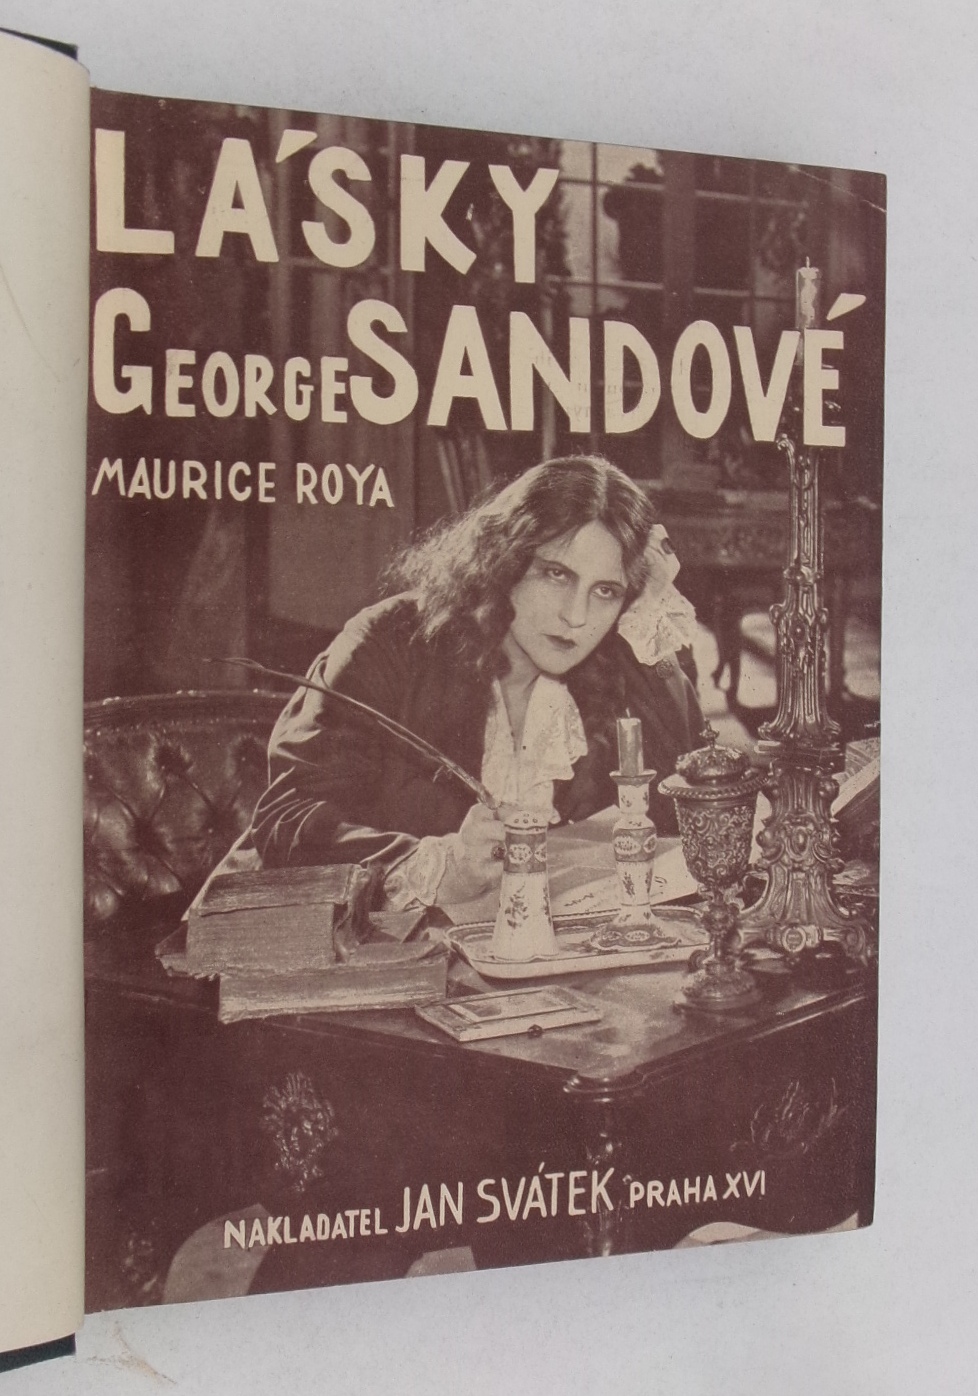 LÁSKY
GEORGE SANDOVÉ
MAURICE ROYA
NAKLADATEL JAN SVÁTEK PRAHA XVI